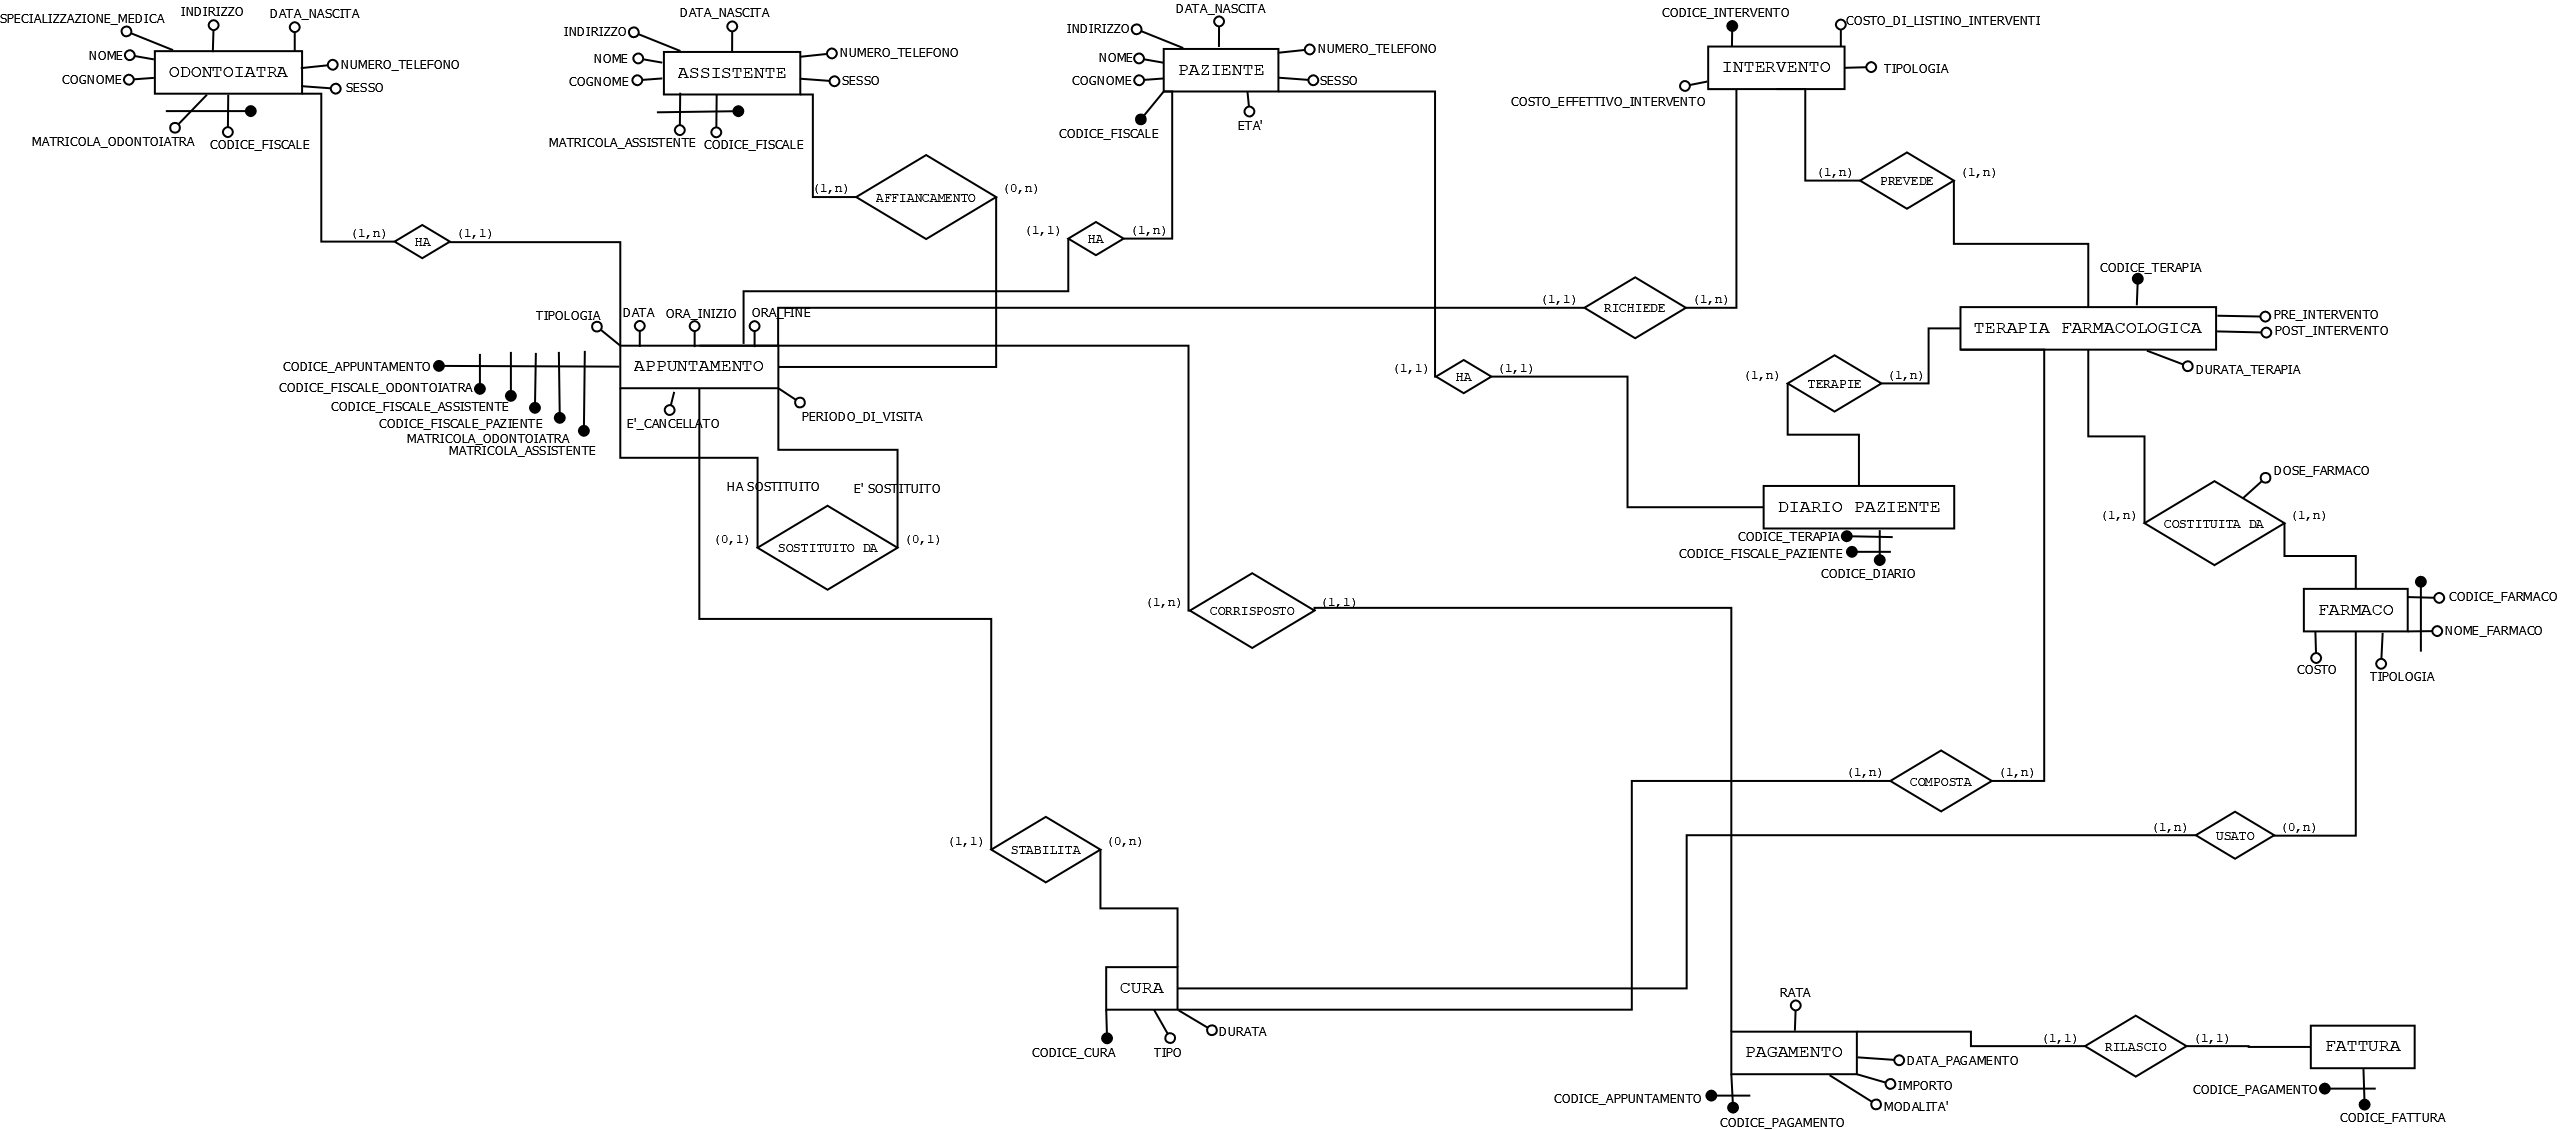 SPECIALIZZAZIONE_MEDICA
INDIRIZZO
DATA_NASCITA
NOME
COGNOME
ODONTOIATRA
NUMERO_TELEFONO
SESSO
MATRICOLA_ODONTOIATRA
CODICE_FISCALE
INDIRIZZO
DATA_NASCITA
NOME
COGNOME
ASSISTENTE
NUMERO_TELEFONO
SESSO
MATRICOLA_ASSISTENTE
CODICE_FISCALE
INDIRIZZO
DATA_NASCITA
NOME
COGNOME
PAZIENTE
NUMERO_TELEFONO
SESSO
CODICE_FISCALE
ETA'
CODICE_INTERVENTO
COSTO_DI_LISTINO_INTERVENTI
INTERVENTO
TIPOLOGIA
COSTO_EFFETTIVO_INTERVENTO
(1,n)
HA
(1,1)
(1,n)
AFFIANCAMENTO
(0,n)
(1,1)
HA
(1,n)
(1,n)
PREVEDE
(1,n)
(1,1)
RICHIEDE
(1,n)
CODICE_TERAPIA
TERAPIA FARMACOLOGICA
PRE_INTERVENTO
POST_INTERVENTO
DURATA_TERAPIA
TIPOLOGIA
DATA
ORA_INIZIO
ORA_FINE
APPUNTAMENTO
CODICE_APPUNTAMENTO
CODICE_FISCALE_ODONTOIATRA
CODICE_FISCALE_ASSISTENTE
CODICE_FISCALE_PAZIENTE
MATRICOLA_ODONTOIATRA
MATRICOLA_ASSISTENTE
E'_CANCELLATO
PERIODO_DI_VISITA
(1,1)
HA
(1,1)
(1,n)
TERAPIE
(1,n)
HA SOSTITUITO
E' SOSTITUITO
(0,1)
SOSTITUITO DA
(0,1)
DIARIO PAZIENTE
CODICE_TERAPIA
CODICE_FISCALE_PAZIENTE
CODICE_DIARIO
DOSE_FARMACO
(1,n)
COSTITUITA DA
(1,n)
(1,n)
CORRISPOSTO
(1,1)
FARMACO
CODICE_FARMACO
NOME_FARMACO
COSTO
TIPOLOGIA
(1,n)
COMPOSTA
(1,n)
(1,n)
USATO
(0,n)
(1,1)
STABILITA
(0,n)
CURA
CODICE_CURA
TIPO
DURATA
RATA
PAGAMENTO
DATA_PAGAMENTO
IMPORTO
MODALITA'
CODICE_APPUNTAMENTO
CODICE_PAGAMENTO
(1,1)
RILASCIO
(1,1)
FATTURA
CODICE_PAGAMENTO
CODICE_FATTURA